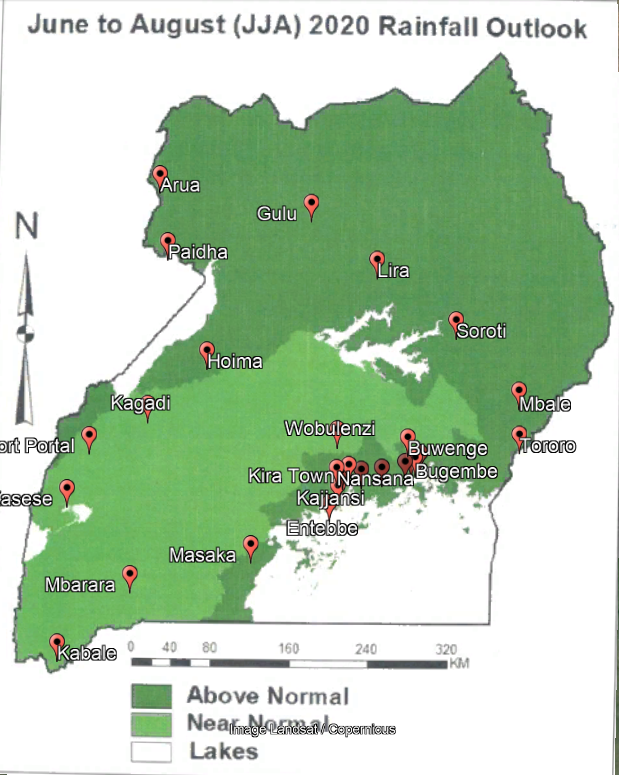 June to August (JJA) 2020 Rainfall Outlook
Arua
Gulu
N
Paidha
Lira
Soroti
Hoima
Kagadi
Mbale
Wobulenzi
ort Portal
Buwenge
Tororo
Kira Town
Nansana
Bugembe
asese
Kajjansi
Entebbe
Masaka
Mbarara
Kabale
0 40 80 160 240 320
KM
Above Normal
Near Normal
Image Landsat / Copernicus
Lakes